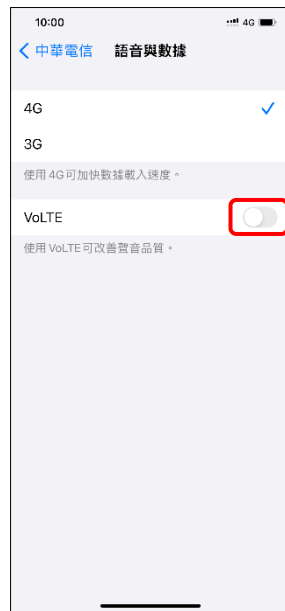 10:00 4G
中華電信 語音與數據
4G
3G
使用 4G 可加快數據載入速度。
VoLTE
使用 VoLTE 可改善聲音品質。